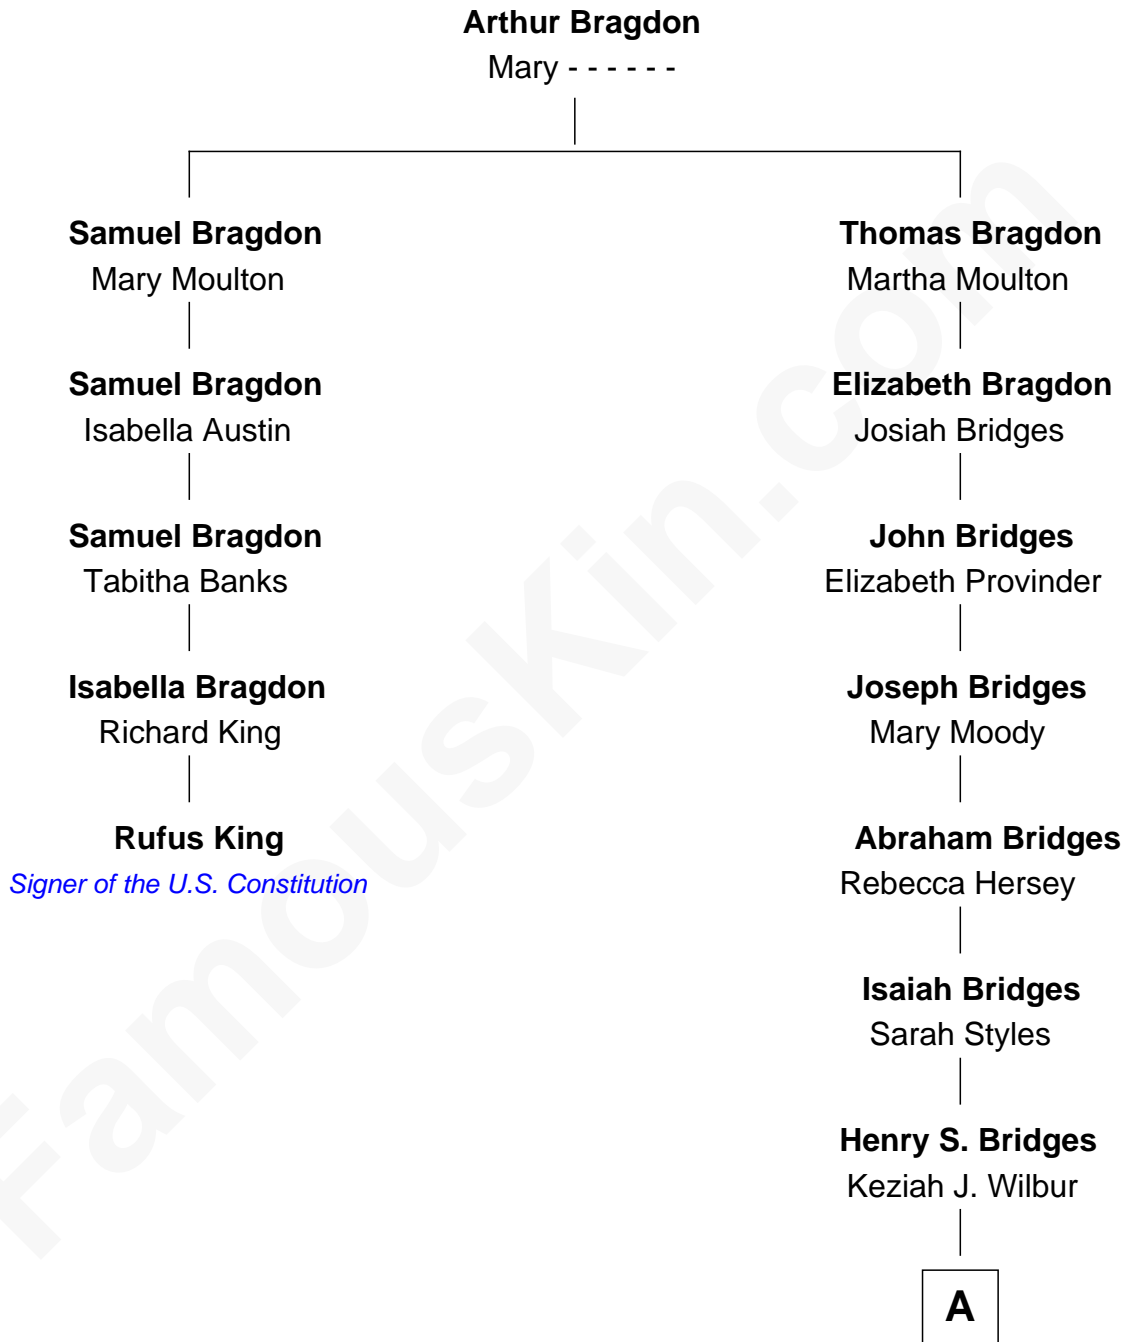 Arthur Bragdon
Mary - - - - - -
Samuel Bragdon
Mary Moulton
Samuel Bragdon
Isabella Austin
Samuel Bragdon
Tabitha Banks
Isabella Bragdon
Richard King
Rufus King
Signer of the U.S. Constitution
Thomas Bragdon
Martha Moulton
Elizabeth Bragdon
Josiah Bridges
John Bridges
Elizabeth Provinder
Joseph Bridges
Mary Moody
Abraham Bridges
Rebecca Hersey
Isaiah Bridges
Sarah Styles
Henry S. Bridges
Keziah J. Wilbur
A
FamousKin.com